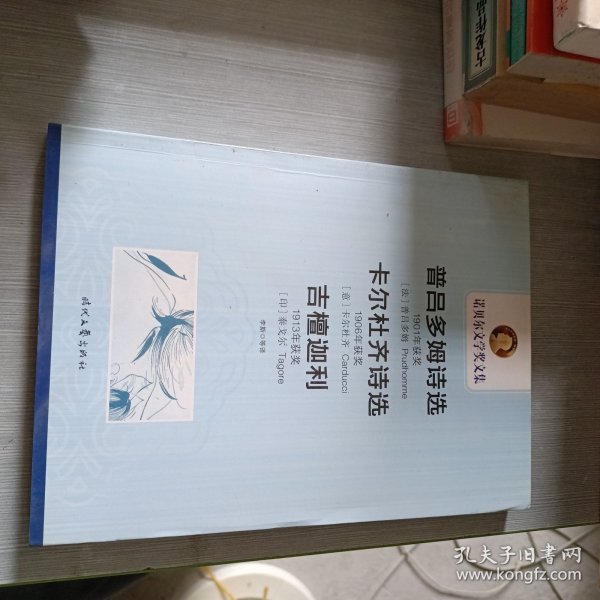 诺贝尔文学奖文集
普吕多姆诗选
1901年获奖
[法]普吕多姆 Prudhomme
卡尔杜齐诗选
1906年获奖
[意]卡尔杜齐 Carducci
吉檀迦利
1913年获奖
[印]泰戈尔 Tagore
李斯◎等译
时代文艺出版社
孔夫子旧书网
www.kongfz.com